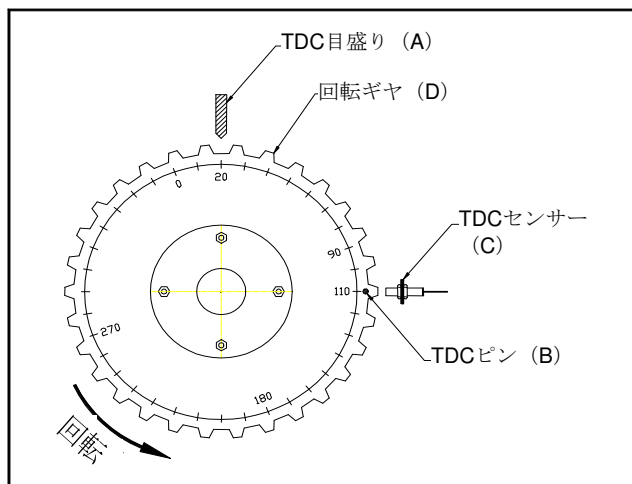 TDC目盛り（A）
回転ギヤ（D）
0
20
TDCセンサー
（C）
90
110
TDCピン（B）
270
180
回転